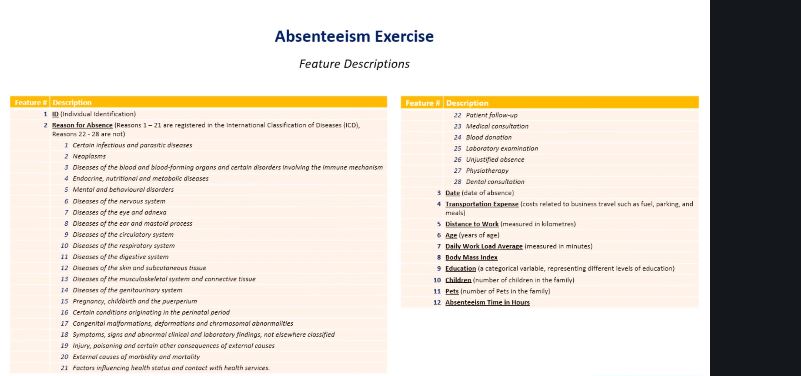 Absenteeism Exercise
Feature Descriptions
Feature # Description
1 ID (Individual Identification)
2 Reason for Absence (Reasons 1 – 21 are registered in the International Classification of Diseases (ICD),
Reasons 22 - 28 are not)
1 Certain infectious and parasitic diseases
2 Neoplasms
3 Diseases of the blood and blood-forming organs and certain disorders involving the immune mechanism
4 Endocrine, nutritional and metabolic diseases
5 Mental and behavioural disorders
6 Diseases of the nervous system
7 Diseases of the eye and adnexa
8 Diseases of the ear and mastoid process
9 Diseases of the circulatory system
10 Diseases of the respiratory system
11 Diseases of the digestive system
12 Diseases of the skin and subcutaneous tissue
13 Diseases of the musculoskeletal system and connective tissue
14 Diseases of the genitourinary system
15 Pregnancy, childbirth and the puerperium
16 Certain conditions originating in the perinatal period
17 Congenital malformations, deformations and chromosomal abnormalities
18 Symptoms, signs and abnormal clinical and laboratory findings, not elsewhere classified
19 Injury, poisoning and certain other consequences of external causes
20 External causes of morbidity and mortality
21 Factors influencing health status and contact with health services.
Feature # Description
22 Patient follow-up
23 Medical consultation
24 Blood donation
25 Laboratory examination
26 Unjustified absence
27 Physiotherapy
28 Dental consultation
3 Date (date of absence)
4 Transportation Expense (costs related to business travel such as fuel, parking, and
meals)
5 Distance to Work (measured in kilometres)
6 Age (years of age)
7 Daily Work Load Average (measured in minutes)
8 Body Mass Index
9 Education (a categorical variable, representing different levels of education)
10 Children (number of children in the family)
11 Pets (number of Pets in the family)
12 Absenteeism Time in Hours